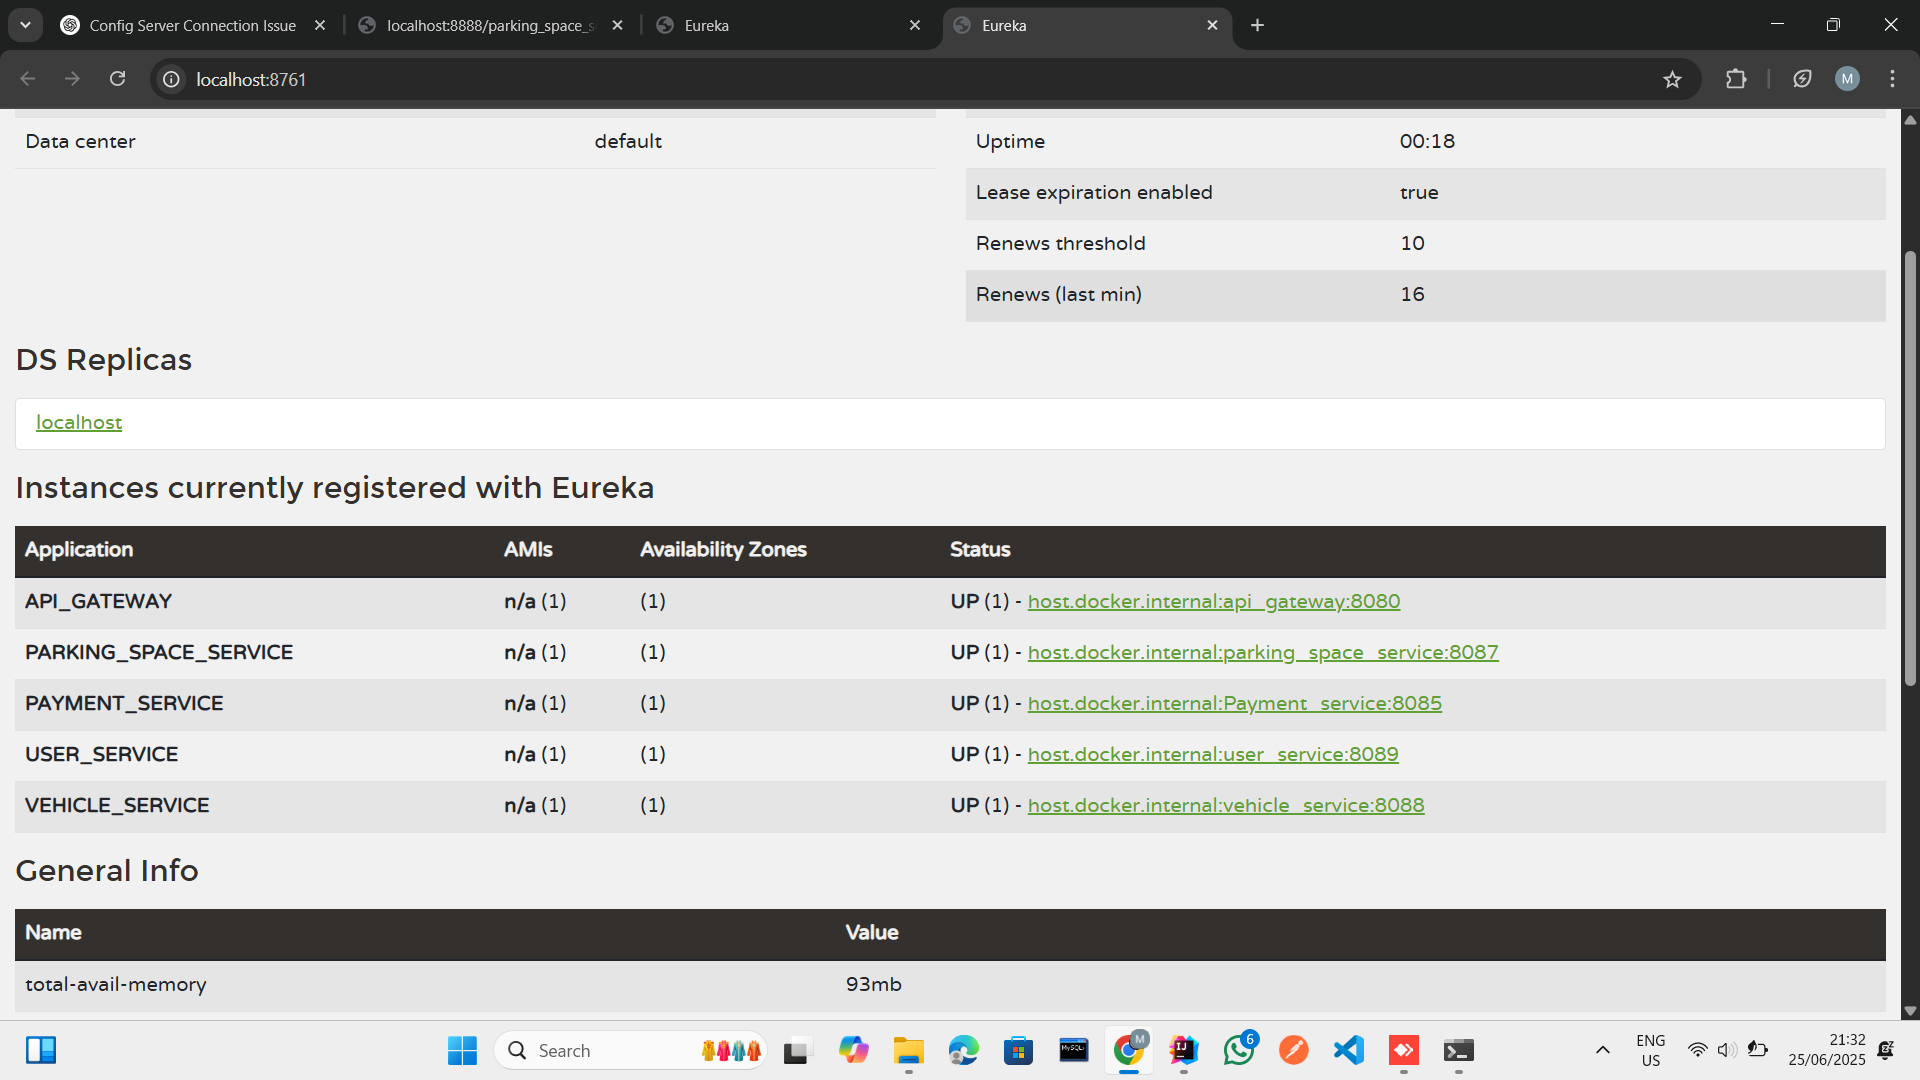 Config Server Connection Issue
localhost:8888/parking_space_s
Eureka
Eureka
localhost:8761
M
Data center default
Uptime 00:18
Lease expiration enabled true
Renews threshold 10
Renews (last min) 16
DS Replicas
localhost
Instances currently registered with Eureka
Application AMIs Availability Zones Status
API_GATEWAY n/a (1) (1) UP (1) - host.docker.internal:api_gateway:8080
PARKING_SPACE_SERVICE n/a (1) (1) UP (1) - host.docker.internal:parking_space_service:8087
PAYMENT_SERVICE n/a (1) (1) UP (1) - host.docker.internal:Payment_service:8085
USER_SERVICE n/a (1) (1) UP (1) - host.docker.internal:user_service:8089
VEHICLE_SERVICE n/a (1) (1) UP (1) - host.docker.internal:vehicle_service:8088
General Info
Name Value
total-avail-memory 93mb
Search
MySQL
M
IJ
6
ENG
US
21:32
25/06/2025